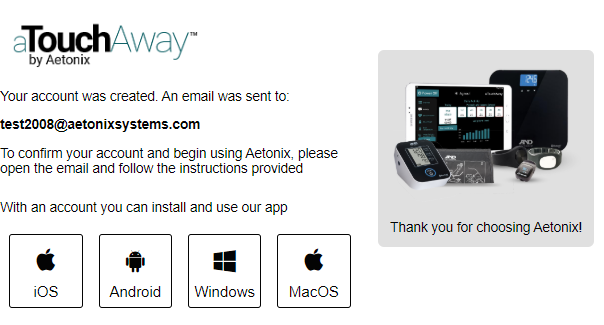 aTouchAway™
by Aetonix
Your account was created. An email was sent to:
test2008@aetonixsystems.com
To confirm your account and begin using Aetonix, please
open the email and follow the instructions provided
With an account you can install and use our app
iOS
Android
Windows
MacOS
AND
AND
Thank you for choosing Aetonix!